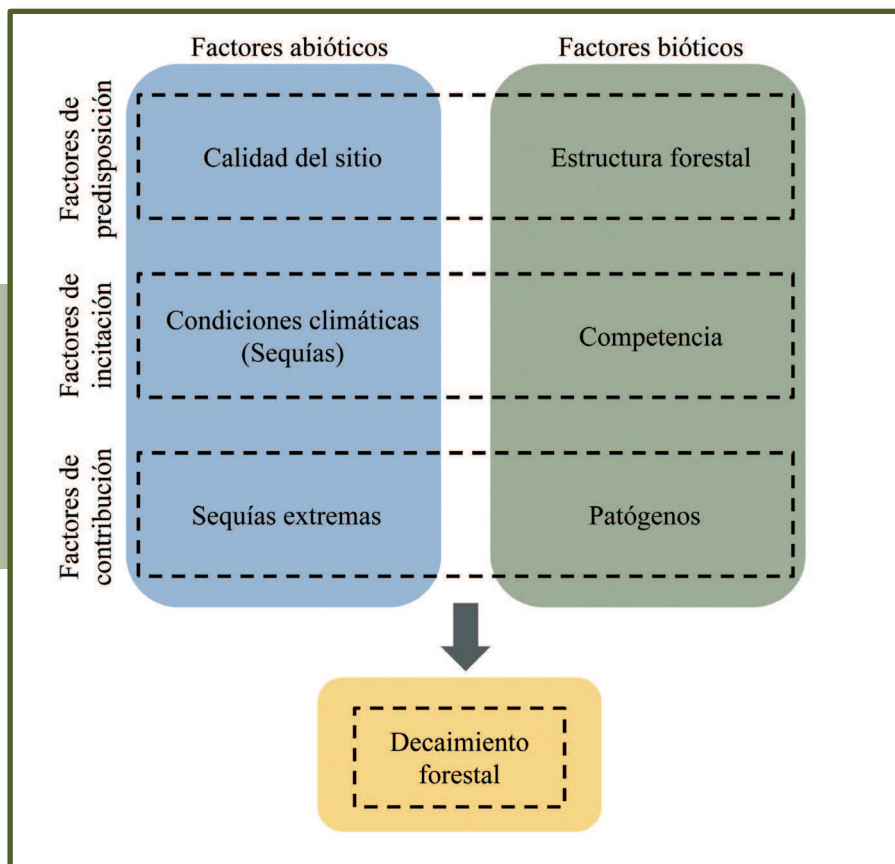 Factores abióticos
Factores bióticos
Factores de
predisposición
Calidad del sitio
Estructura forestal
Factores de
incitación
Condiciones climáticas
(Sequías)
Competencia
Factores de
contribución
Sequías extremas
Patógenos
Decaimiento
forestal